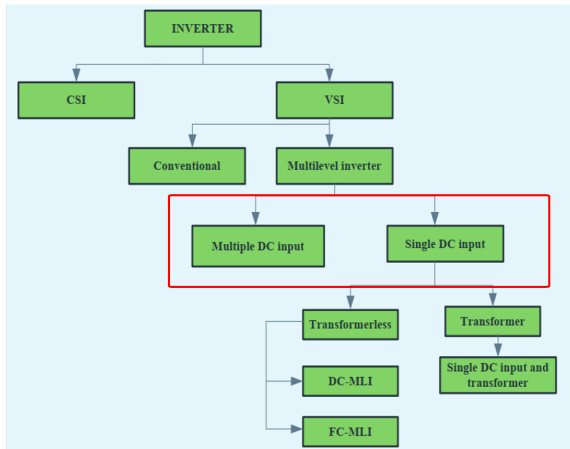 INVERTER
CSI
VSI
Conventional
Multilevel inverter
Multiple DC input
Single DC input
Transformerless
Transformer
DC-MLI
Single DC input and
transformer
FC-MLI